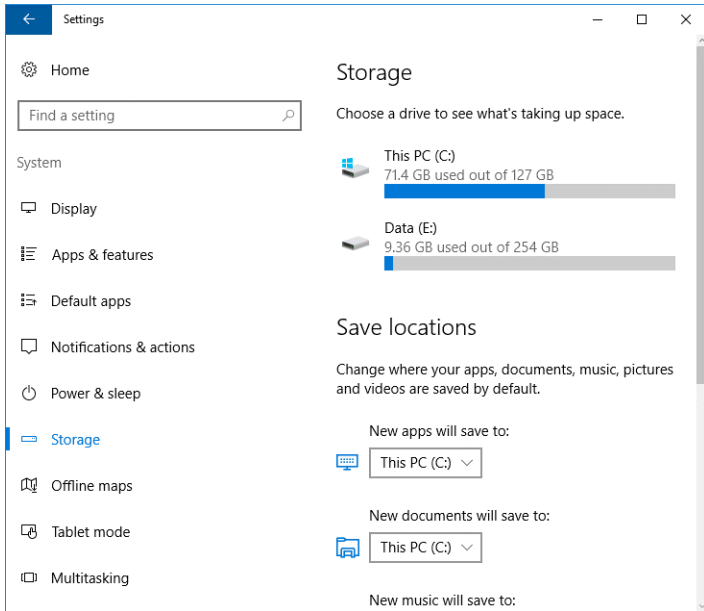 Settings
Home
Find a setting
System
Display
Apps & features
Default apps
Notifications & actions
Power & sleep
Storage
Offline maps
Tablet mode
Multitasking
Storage
Choose a drive to see what's taking up space.
This PC (C:)
71.4 GB used out of 127 GB
Data (E:)
9.36 GB used out of 254 GB
Save locations
Change where your apps, documents, music, pictures
and videos are saved by default.
New apps will save to:
This PC (C:)
New documents will save to:
This PC (C:)
New music will save to: